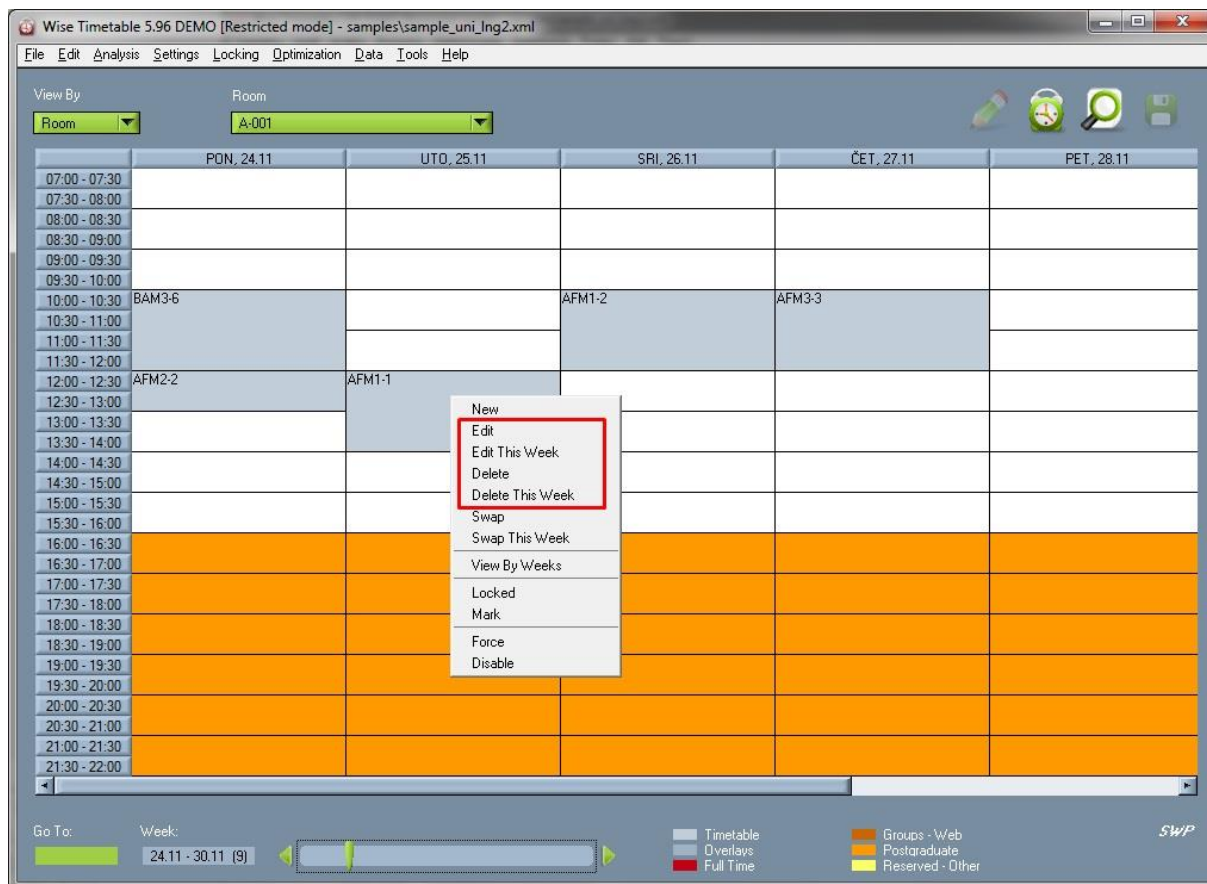 Wise Timetable 5.96 DEMO [Restricted mode] - samples\sample_uni_lng2.xml
File Edit Analysis Settings Locking Optimization Data Tools Help
View By Room
Room A-001
PON, 24.11 UTO, 25.11 SRI, 26.11 ČET, 27.11 PET, 28.11
07:00 - 07:30
07:30 - 08:00
08:00 - 08:30
08:30 - 09:00
09:00 - 09:30
09:30 - 10:00
10:00 - 10:30 BAM3-6 AFM1-2 AFM3-3
10:30 - 11:00
11:00 - 11:30
11:30 - 12:00
12:00 - 12:30 AFM2-2 AFM1-1
12:30 - 13:00
13:00 - 13:30
13:30 - 14:00
14:00 - 14:30
14:30 - 15:00
15:00 - 15:30
15:30 - 16:00
16:00 - 16:30
16:30 - 17:00
17:00 - 17:30
17:30 - 18:00
18:00 - 18:30
18:30 - 19:00
19:00 - 19:30
19:30 - 20:00
20:00 - 20:30
20:30 - 21:00
21:00 - 21:30
21:30 - 22:00
New
Edit
Edit This Week
Delete
Delete This Week
Swap
Swap This Week
View By Weeks
Locked
Mark
Force
Disable
Go To: Week:
24.11 - 30.11 (9)
Timetable
Overlays
Full Time
Groups - Web
Postgraduate
Reserved - Other
SWP